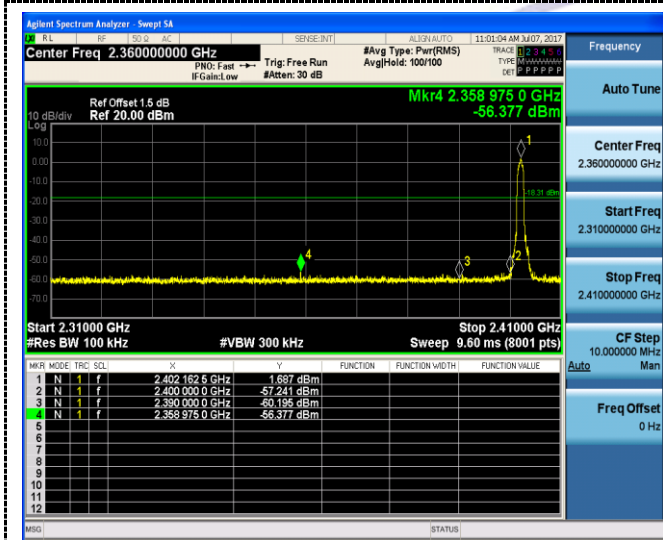 Agilent Spectrum Analyzer - Swept SA
RL RF 50 Ω AC SENSE:INT ALIGN AUTO 11:01:04 AM Jul 07, 2017
Center Freq 2.360000000 GHz
PNO: Fast
IFGain:Low
Trig: Free Run
#Atten: 30 dB
#Avg Type: Pwr(RMS)
Avg|Hold: 100/100
TRACE 1 2 3 4 5 6
TYPE M
DET P P P P P P
Ref Offset 1.5 dB
10 dB/div Ref 20.00 dBm
Log
Mkr4 2.358 975 0 GHz
-56.377 dBm
10.0
0.00
-10.0
-20.0
-30.0
-40.0
-50.0
-60.0
-70.0
1
-18.31 dBm
4
3
2
Start 2.31000 GHz Stop 2.41000 GHz
#Res BW 100 kHz #VBW 300 kHz Sweep 9.60 ms (8001 pts)
MKR MODE TRC SCL X Y FUNCTION FUNCTION WIDTH FUNCTION VALUE
1 N 1 f 2.402 162 5 GHz 1.687 dBm
2 N 1 f 2.400 000 0 GHz -57.241 dBm
3 N 1 f 2.390 000 0 GHz -60.195 dBm
4 N 1 f 2.358 975 0 GHz -56.377 dBm
5
6
7
8
9
10
11
12
MSG STATUS
Frequency
Auto Tune
Center Freq
2.360000000 GHz
Start Freq
2.310000000 GHz
Stop Freq
2.410000000 GHz
CF Step
10.000000 MHz
Auto Man
Freq Offset
0 Hz